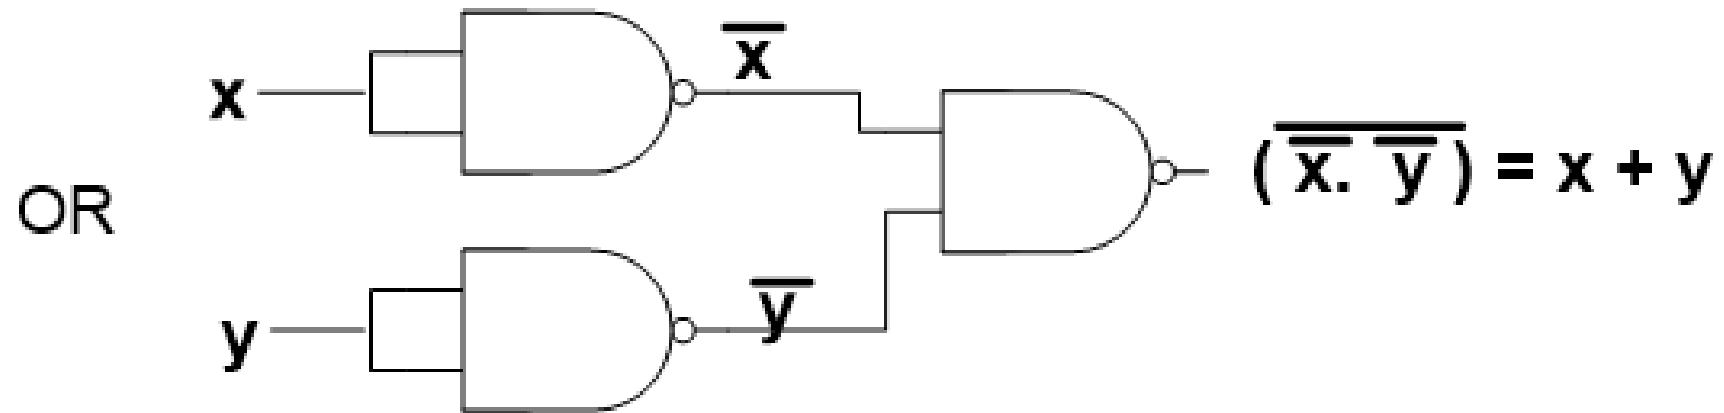 x̅
x
(x̅. y̅)̅ = x + y
OR
y̅
y